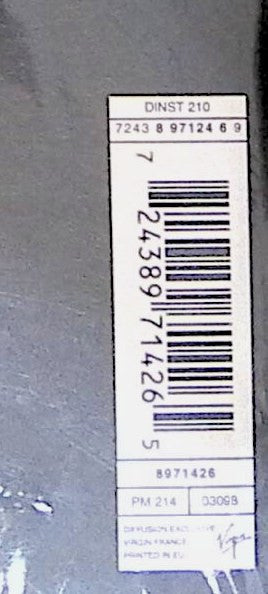 DINST 210
7243 8 97124 6 9
7 24389 71426 5
8971426
PM 214 03098
DIFFUSION EXCLUSIVE
VIRGIN FRANCE
PRINTED IN EU